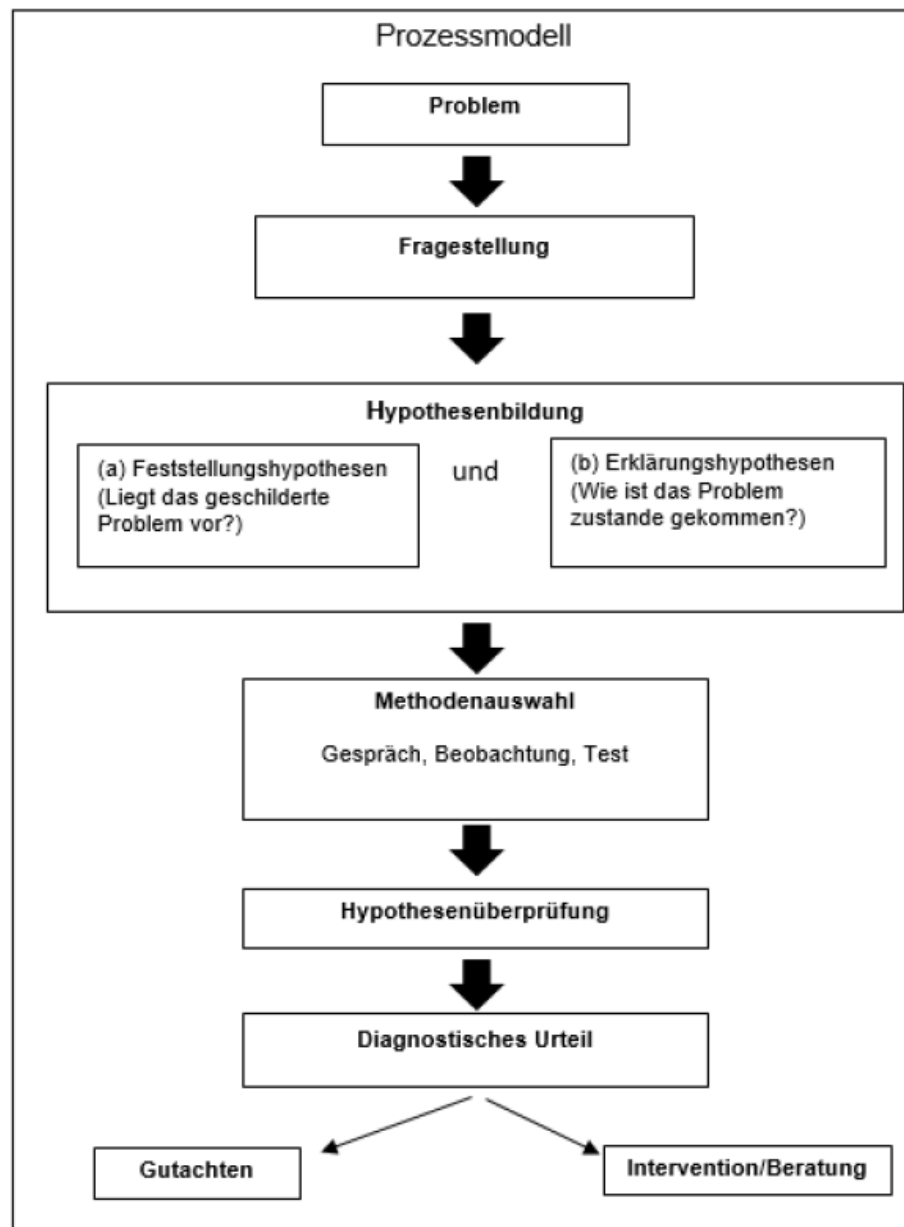 Prozessmodell
Problem
Fragestellung
Hypothesenbildung
(a) Feststellungshypothesen
(Liegt das geschilderte
Problem vor?)
und
(b) Erklärungshypothesen
(Wie ist das Problem
zustande gekommen?)
Methodenauswahl
Gespräch, Beobachtung, Test
Hypothesenüberprüfung
Diagnostisches Urteil
Gutachten
Intervention/Beratung